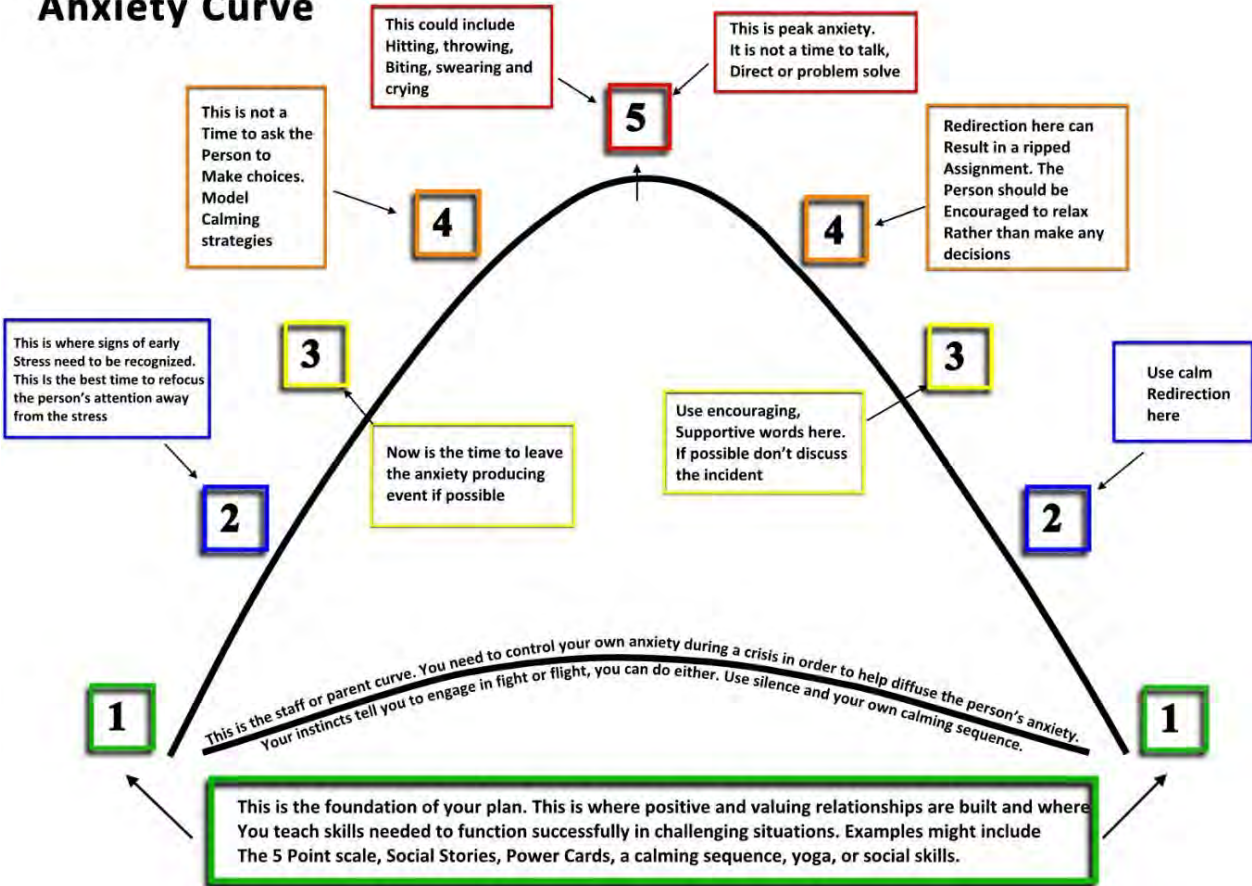 Anxiety Curve
This could include
Hitting, throwing,
Biting, swearing and
crying
This is peak anxiety.
It is not a time to talk,
Direct or problem solve
5
This is not a
Time to ask the
Person to
Make choices.
Model
Calming
strategies
4
4
Redirection here can
Result in a ripped
Assignment. The
Person should be
Encouraged to relax
Rather than make any
decisions
This is where signs of early
Stress need to be recognized.
This Is the best time to refocus
the person's attention away
from the stress
3
3
Use calm
Redirection
here
Now is the time to leave
the anxiety producing
event if possible
Use encouraging,
Supportive words here.
If possible don't discuss
the incident
2
2
This is the staff or parent curve. You need to control your own anxiety during a crisis in order to help diffuse the person's anxiety.
Your instincts tell you to engage in fight or flight, you can do either. Use silence and your own calming sequence.
1
1
This is the foundation of your plan. This is where positive and valuing relationships are built and where
You teach skills needed to function successfully in challenging situations. Examples might include
The 5 Point scale, Social Stories, Power Cards, a calming sequence, yoga, or social skills.